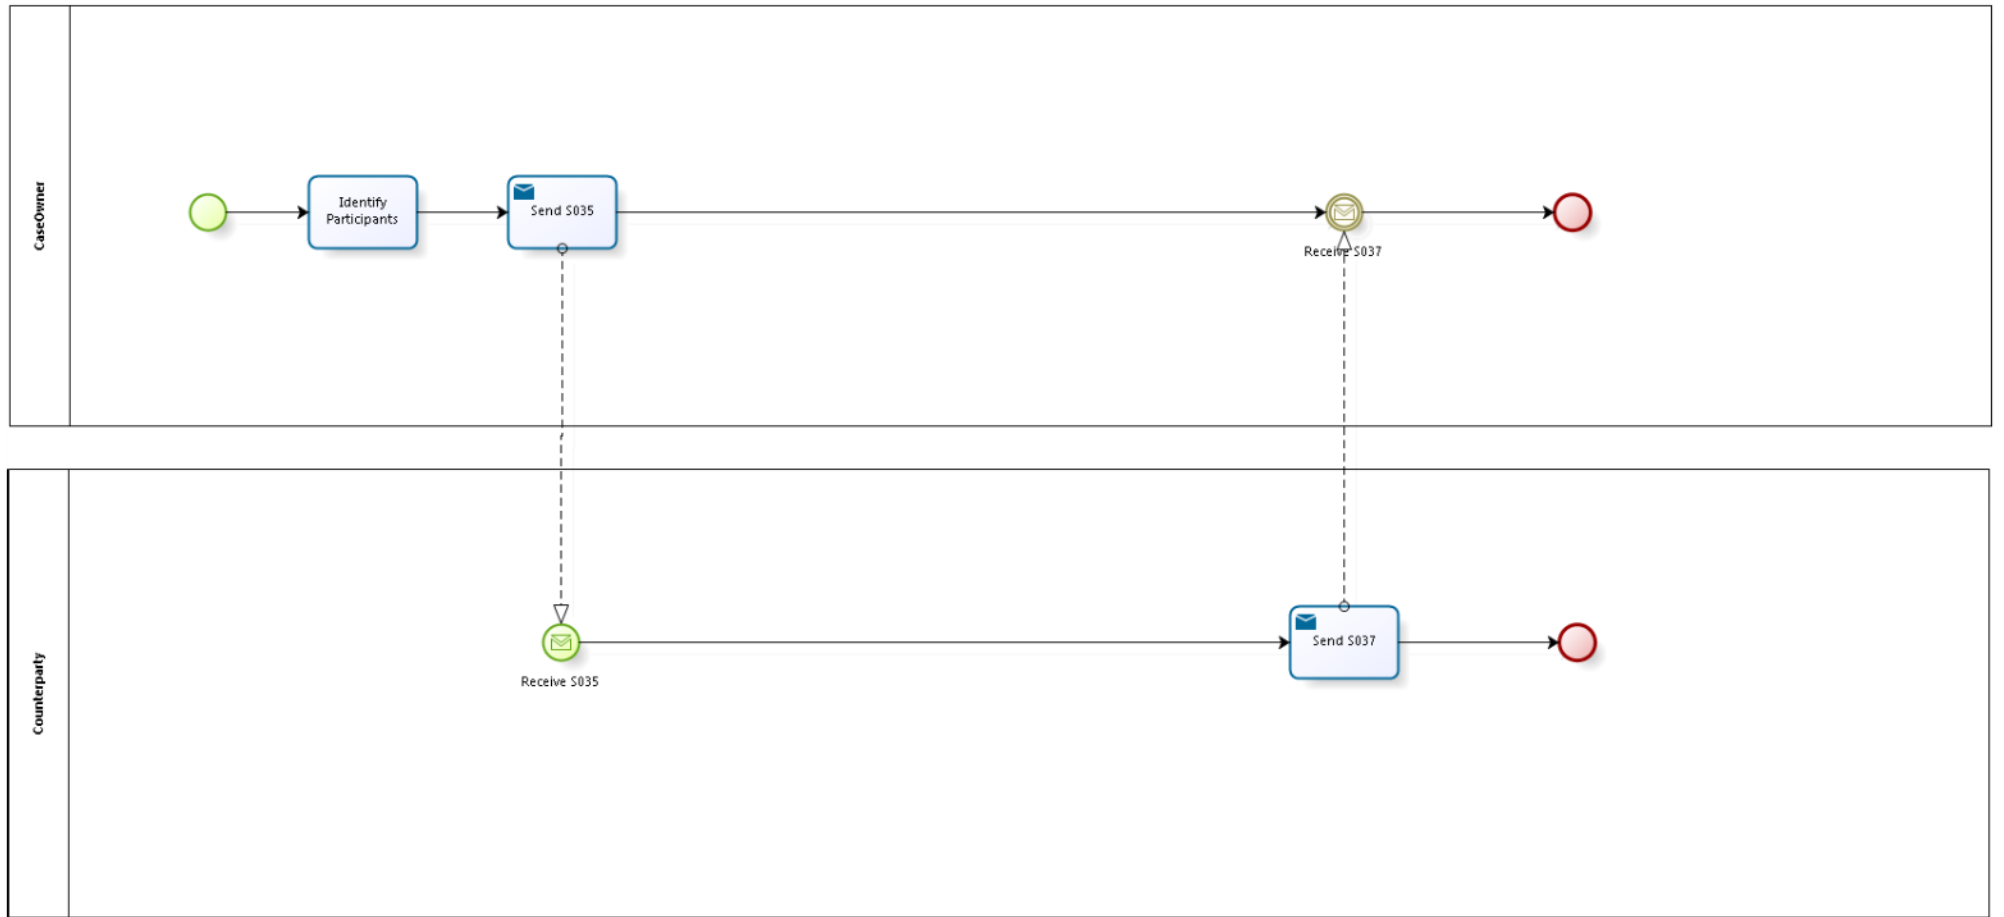 CaseOwner
Identify
Participants
Send S035
Receive S037
Counterparty
Receive S035
Send S037